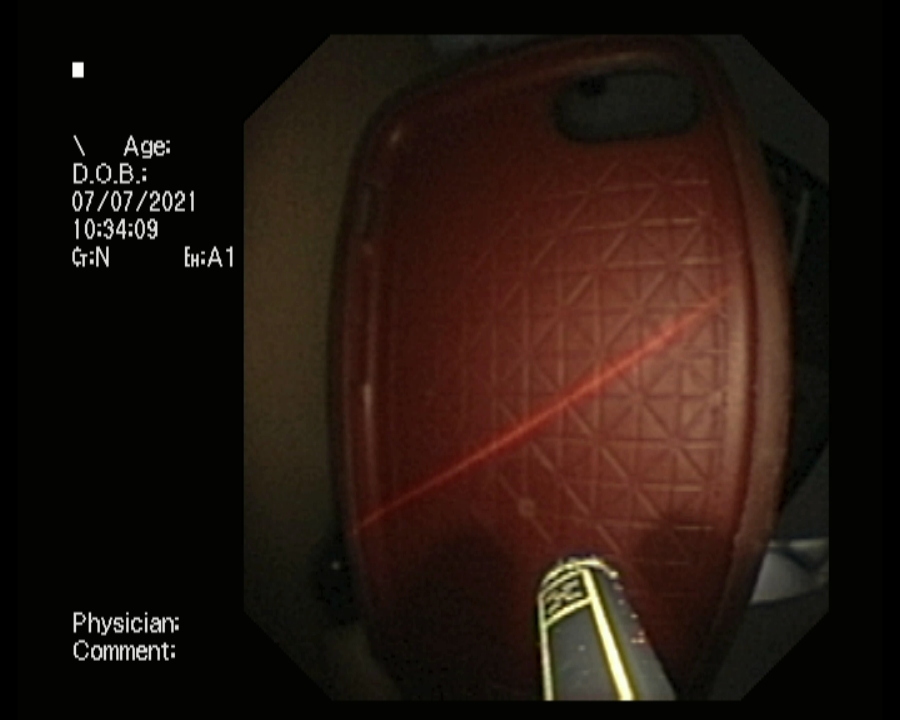 \ Age:
D.O.B.:
07/07/2021
10:34:09
Cr:N EH:A1
Physician:
Comment: